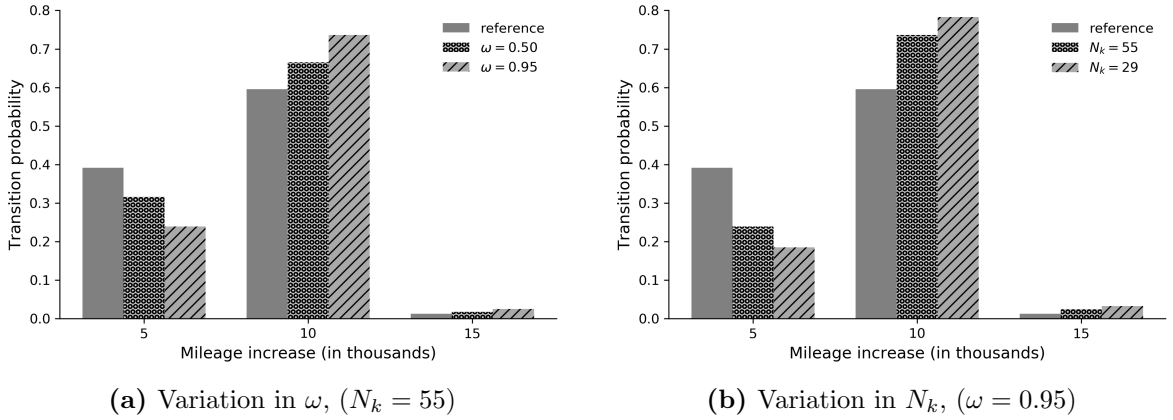 0.8
0.7
0.6
0.5
0.4
0.3
0.2
0.1
0.0
Transition probability
reference
ω = 0.50
ω = 0.95
5
10
15
Mileage increase (in thousands)
(a) Variation in ω, (N_k = 55)
0.8
0.7
0.6
0.5
0.4
0.3
0.2
0.1
0.0
Transition probability
reference
N_k = 55
N_k = 29
5
10
15
Mileage increase (in thousands)
(b) Variation in N_k, (ω = 0.95)